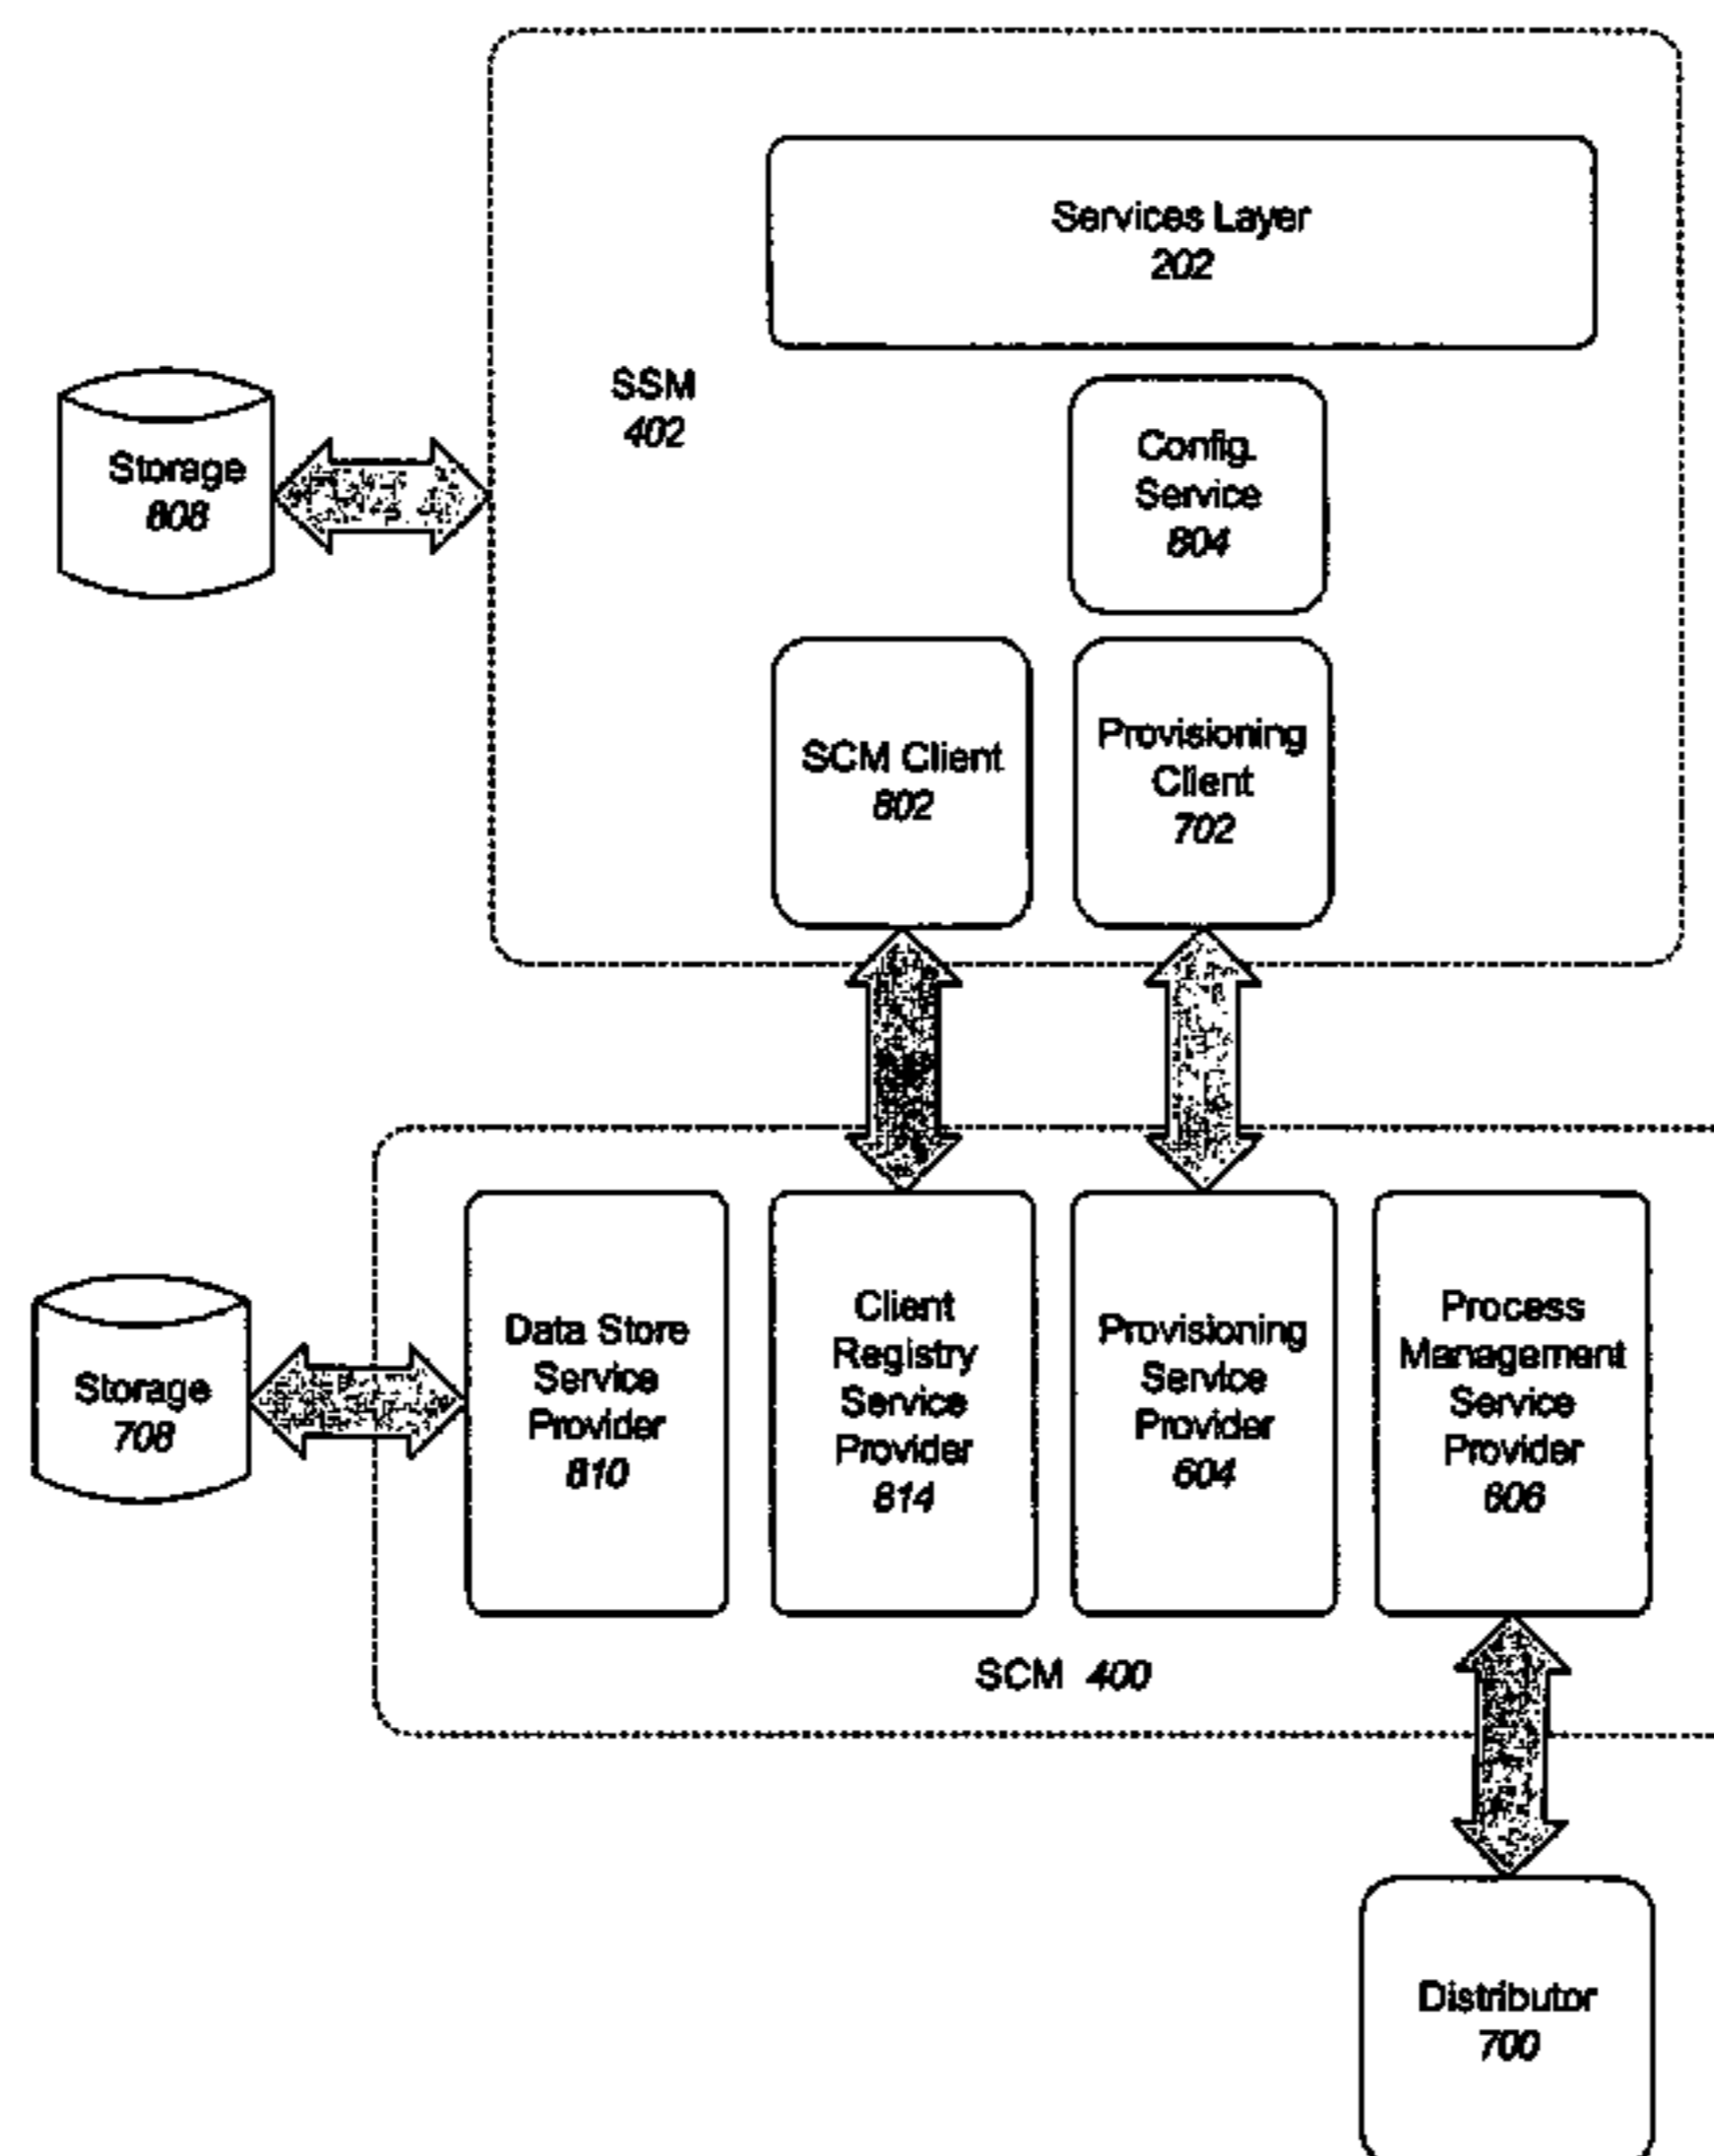 Services Layer
202
SSM
402
Storage
808
Config.
Service
804
SCM Client
802
Provisioning
Client
702
Data Store
Service
Provider
810
Client
Registry
Service
Provider
814
Provisioning
Service
Provider
604
Process
Management
Service
Provider
606
Storage
708
SCM 400
Distributor
700